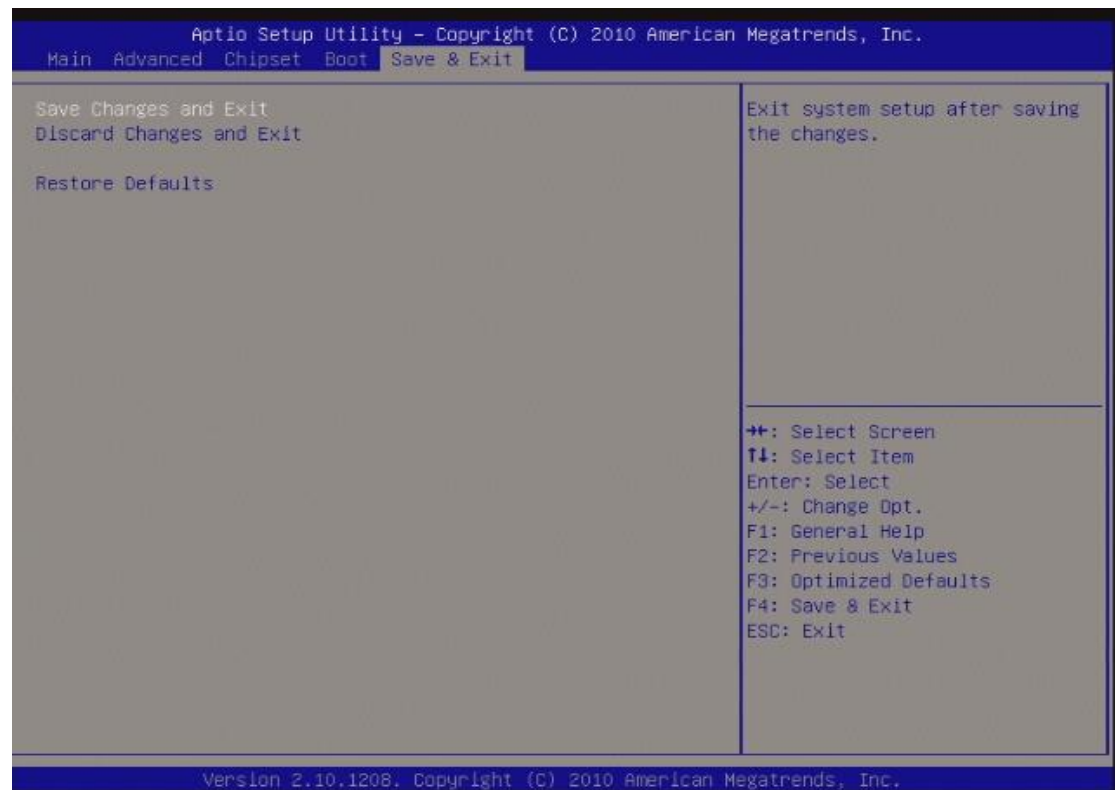 Aptio Setup Utility – Copyright (C) 2010 American Megatrends, Inc.
Main Advanced Chipset Boot Save & Exit
Save Changes and Exit
Discard Changes and Exit
Restore Defaults
Exit system setup after saving
the changes.
→←: Select Screen
↑↓: Select Item
Enter: Select
+/-: Change Opt.
F1: General Help
F2: Previous Values
F3: Optimized Defaults
F4: Save & Exit
ESC: Exit
Version 2.10.1208. Copyright (C) 2010 American Megatrends, Inc.